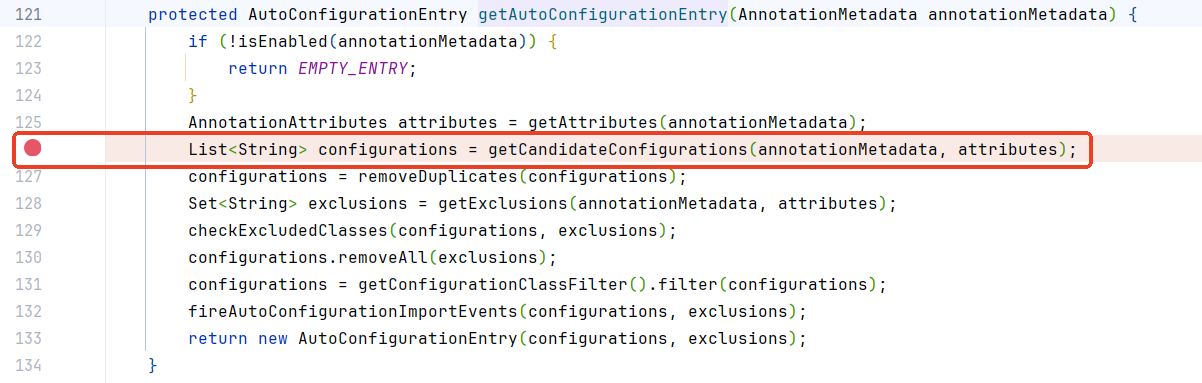 121 protected AutoConfigurationEntry getAutoConfigurationEntry(AnnotationMetadata annotationMetadata) {
122 if (!isEnabled(annotationMetadata)) {
123 return EMPTY_ENTRY;
124 }
125 AnnotationAttributes attributes = getAttributes(annotationMetadata);
List<String> configurations = getCandidateConfigurations(annotationMetadata, attributes);
127 configurations = removeDuplicates(configurations);
128 Set<String> exclusions = getExclusions(annotationMetadata, attributes);
129 checkExcludedClasses(configurations, exclusions);
130 configurations.removeAll(exclusions);
131 configurations = getConfigurationClassFilter().filter(configurations);
132 fireAutoConfigurationImportEvents(configurations, exclusions);
133 return new AutoConfigurationEntry(configurations, exclusions);
134 }